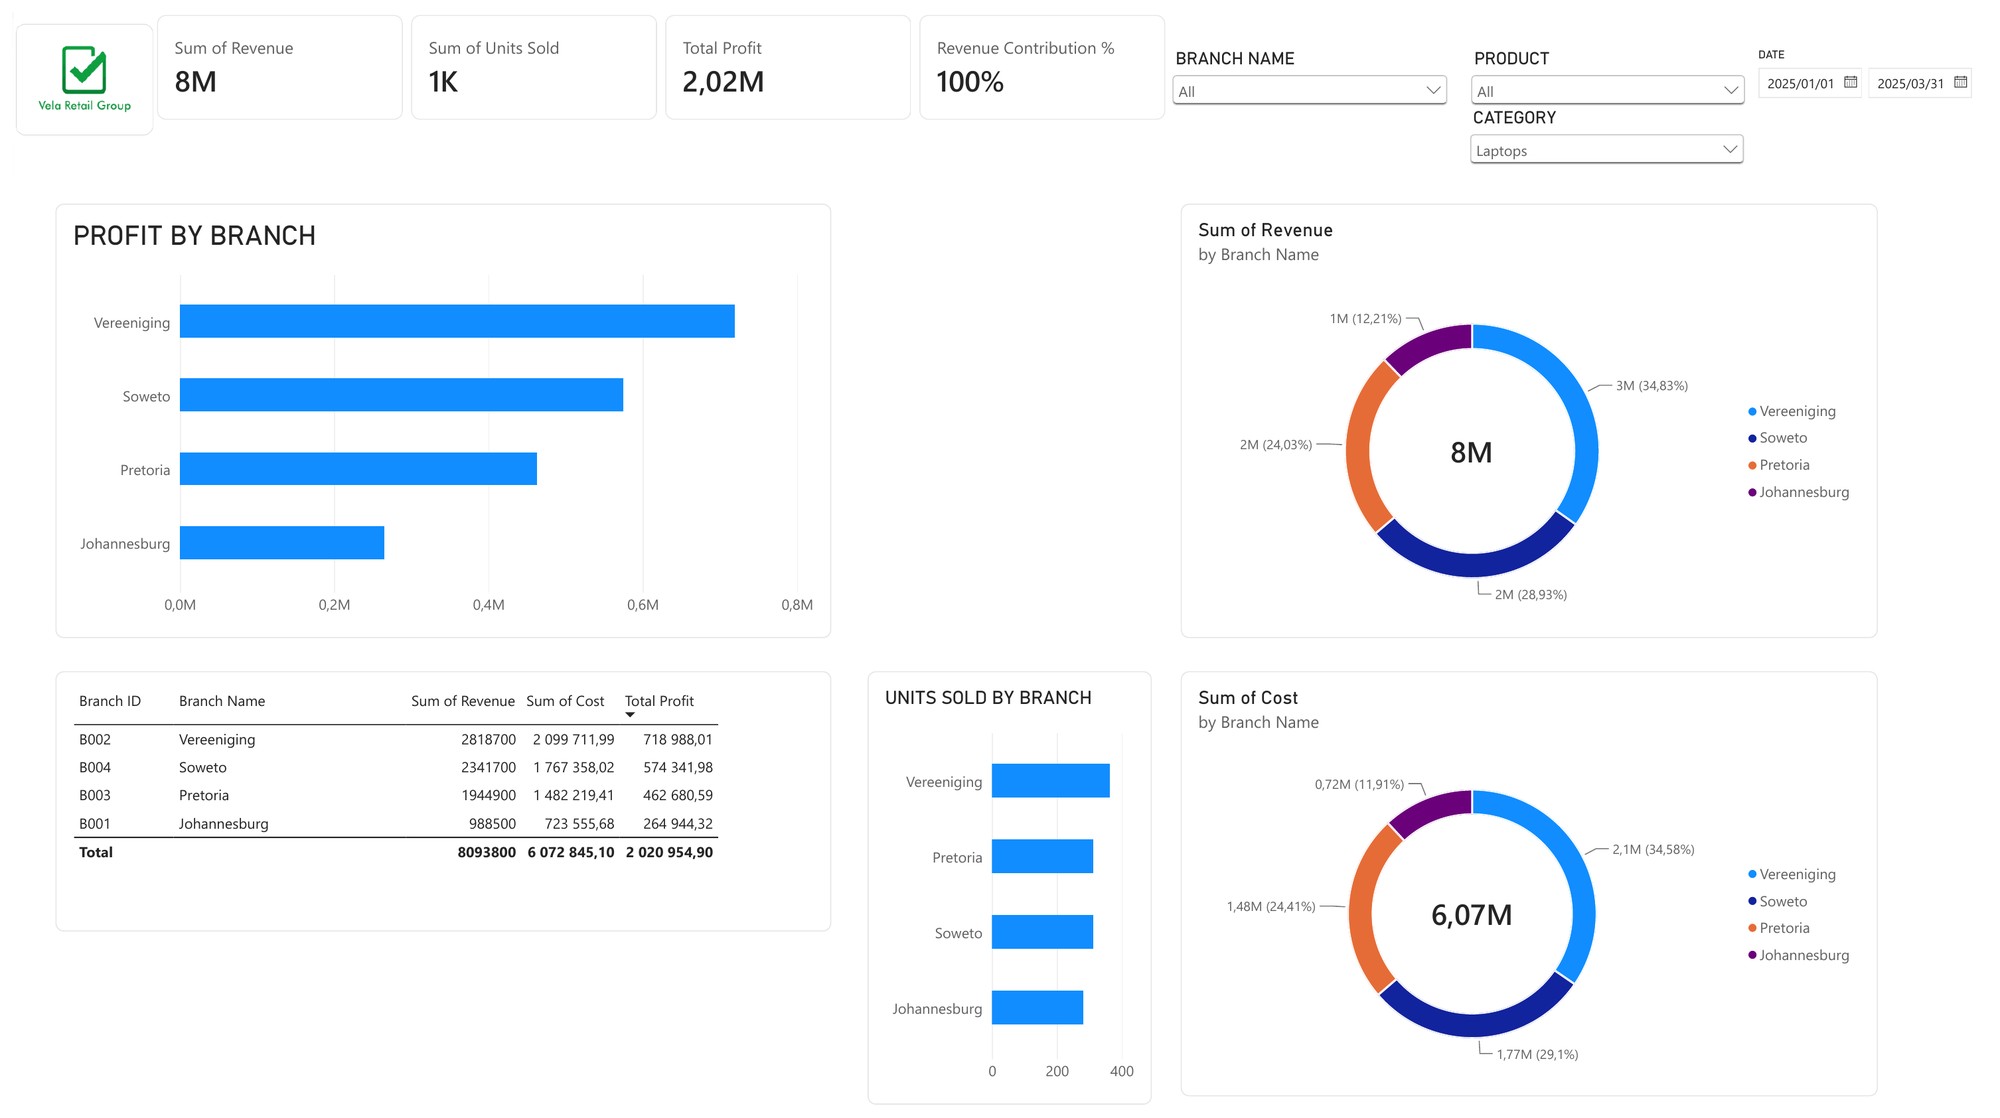 Vela Retail Group
Sum of Revenue
8M
Sum of Units Sold
1K
Total Profit
2,02M
Revenue Contribution %
100%
BRANCH NAME
All
PRODUCT
All
CATEGORY
Laptops
DATE
2025/01/01
2025/03/31
PROFIT BY BRANCH
Vereeniging
Soweto
Pretoria
Johannesburg
0,0M 0,2M 0,4M 0,6M 0,8M
Sum of Revenue
by Branch Name
1M (12,21%)
3M (34,83%)
2M (24,03%)
8M
2M (28,93%)
Vereeniging
Soweto
Pretoria
Johannesburg
Branch ID Branch Name Sum of Revenue Sum of Cost Total Profit
B002 Vereeniging 2818700 2 099 711,99 718 988,01
B004 Soweto 2341700 1 767 358,02 574 341,98
B003 Pretoria 1944900 1 482 219,41 462 680,59
B001 Johannesburg 988500 723 555,68 264 944,32
Total 8093800 6 072 845,10 2 020 954,90
UNITS SOLD BY BRANCH
Vereeniging
Pretoria
Soweto
Johannesburg
0 200 400
Sum of Cost
by Branch Name
0,72M (11,91%)
2,1M (34,58%)
1,48M (24,41%)
6,07M
1,77M (29,1%)
Vereeniging
Soweto
Pretoria
Johannesburg